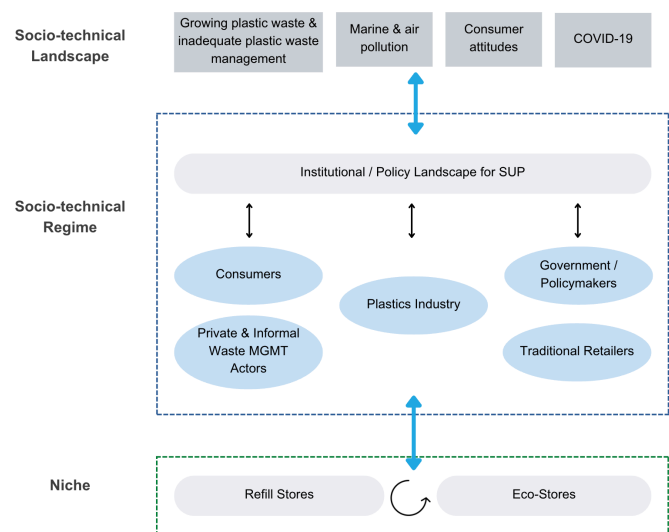 Socio-technical
Landscape
Growing plastic waste &
inadequate plastic waste
management
Marine & air
pollution
Consumer
attitudes
COVID-19
Socio-technical
Regime
Institutional / Policy Landscape for SUP
Consumers
Private & Informal
Waste MGMT
Actors
Plastics Industry
Government /
Policymakers
Traditional Retailers
Niche
Refill Stores
Eco-Stores